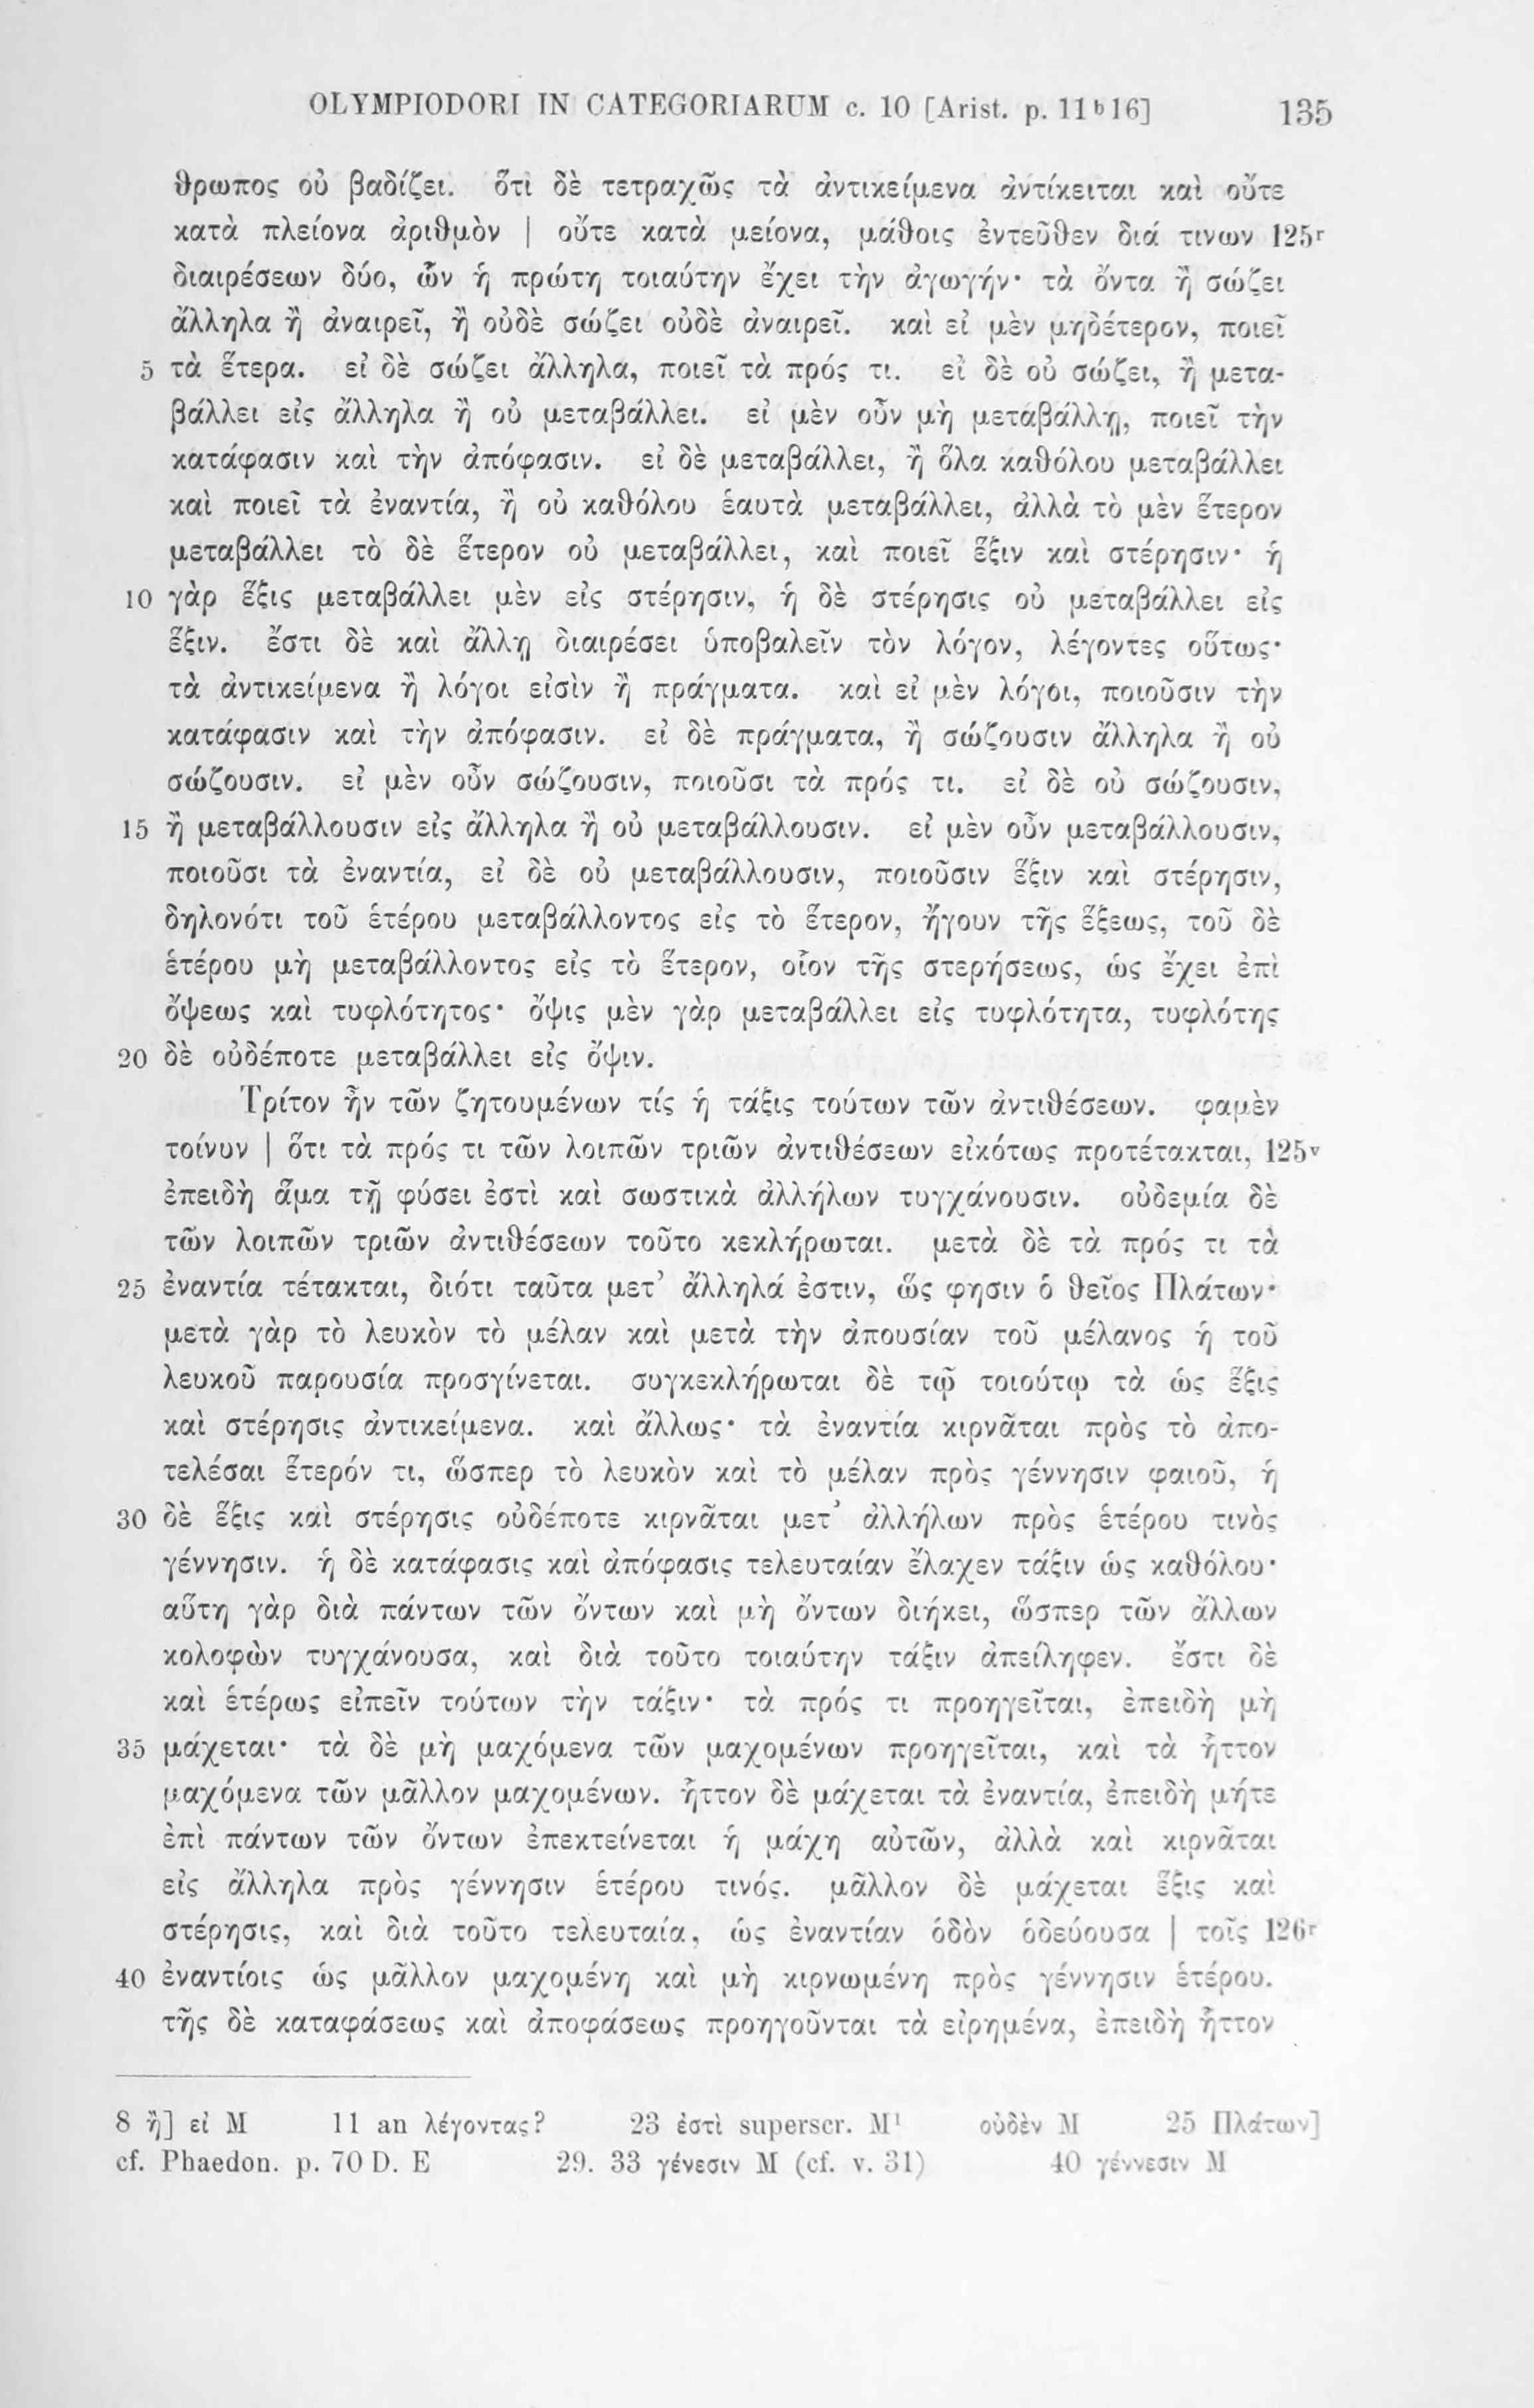 OLYMPIODORI IN CATEGORIARUM c. 10 [Arist. p. 11ᵇ16] 135
θρωπος οὐ βαδίζει. ὅτι δὲ τετραχῶς τὰ ἀντικείμενα ἀντίκειται καὶ οὔτε
κατὰ πλείονα ἀριθμὸν | οὔτε κατὰ μείονα, μάθοις ἐντεῦθεν διά τινων 125ʳ
διαιρέσεων δύο, ὧν ἡ πρώτη τοιαύτην ἔχει τὴν ἀγωγήν· τὰ ὄντα ἢ σώζει
ἄλληλα ἢ ἀναιρεῖ, ἢ οὐδὲ σώζει οὐδὲ ἀναιρεῖ. καὶ εἰ μὲν μηδέτερον, ποιεῖ
5 τὰ ἕτερα. εἰ δὲ σώζει ἄλληλα, ποιεῖ τὰ πρός τι. εἰ δὲ οὐ σώζει, ἢ μετα-
βάλλει εἰς ἄλληλα ἢ οὐ μεταβάλλει. εἰ μὲν οὖν μὴ μεταβάλλῃ, ποιεῖ τὴν
κατάφασιν καὶ τὴν ἀπόφασιν. εἰ δὲ μεταβάλλει, ἢ ὅλα καθόλου μεταβάλλει
καὶ ποιεῖ τὰ ἐναντία, ἢ οὐ καθόλου ἑαυτὰ μεταβάλλει, ἀλλὰ τὸ μὲν ἕτερον
μεταβάλλει τὸ δὲ ἕτερον οὐ μεταβάλλει, καὶ ποιεῖ ἕξιν καὶ στέρησιν· ἡ
10 γὰρ ἕξις μεταβάλλει μὲν εἰς στέρησιν, ἡ δὲ στέρησις οὐ μεταβάλλει εἰς
ἕξιν. ἔστι δὲ καὶ ἄλλῃ διαιρέσει ὑποβαλεῖν τὸν λόγον, λέγοντες οὕτως·
τὰ ἀντικείμενα ἢ λόγοι εἰσὶν ἢ πράγματα. καὶ εἰ μὲν λόγοι, ποιοῦσιν τὴν
κατάφασιν καὶ τὴν ἀπόφασιν. εἰ δὲ πράγματα, ἢ σώζουσιν ἄλληλα ἢ οὐ
σώζουσιν. εἰ μὲν οὖν σώζουσιν, ποιοῦσι τὰ πρός τι. εἰ δὲ οὐ σώζουσιν,
15 ἢ μεταβάλλουσιν εἰς ἄλληλα ἢ οὐ μεταβάλλουσιν. εἰ μὲν οὖν μεταβάλλουσιν,
ποιοῦσι τὰ ἐναντία, εἰ δὲ οὐ μεταβάλλουσιν, ποιοῦσιν ἕξιν καὶ στέρησιν,
δηλονότι τοῦ ἑτέρου μεταβάλλοντος εἰς τὸ ἕτερον, ἤγουν τῆς ἕξεως, τοῦ δὲ
ἑτέρου μὴ μεταβάλλοντος εἰς τὸ ἕτερον, οἷον τῆς στερήσεως, ὡς ἔχει ἐπὶ
ὄψεως καὶ τυφλότητος· ὄψις μὲν γὰρ μεταβάλλει εἰς τυφλότητα, τυφλότης
20 δὲ οὐδέποτε μεταβάλλει εἰς ὄψιν.
Τρίτον ἦν τῶν ζητουμένων τίς ἡ τάξις τούτων τῶν ἀντιθέσεων. φαμὲν
τοίνυν | ὅτι τὰ πρός τι τῶν λοιπῶν τριῶν ἀντιθέσεων εἰκότως προτέτακται, 125ᵛ
ἐπειδὴ ἅμα τῇ φύσει ἐστὶ καὶ σωστικὰ ἀλλήλων τυγχάνουσιν. οὐδεμία δὲ
τῶν λοιπῶν τριῶν ἀντιθέσεων τοῦτο κεκλήρωται. μετὰ δὲ τὰ πρός τι τὰ
25 ἐναντία τέτακται, διότι ταῦτα μετ’ ἄλληλά ἐστιν, ὥς φησιν ὁ θεῖος Πλάτων·
μετὰ γὰρ τὸ λευκὸν τὸ μέλαν καὶ μετὰ τὴν ἀπουσίαν τοῦ μέλανος ἡ τοῦ
λευκοῦ παρουσία προσγίνεται. συγκεκλήρωται δὲ τῷ τοιούτῳ τὰ ὡς ἕξις
καὶ στέρησις ἀντικείμενα. καὶ ἄλλως· τὰ ἐναντία κιρνᾶται πρὸς τὸ ἀπο-
τελέσαι ἕτερόν τι, ὥσπερ τὸ λευκὸν καὶ τὸ μέλαν πρὸς γέννησιν φαιοῦ, ἡ
30 δὲ ἕξις καὶ στέρησις οὐδέποτε κιρνᾶται μετ’ ἀλλήλων πρὸς ἑτέρου τινὸς
γέννησιν. ἡ δὲ κατάφασις καὶ ἀπόφασις τελευταίαν ἔλαχεν τάξιν ὡς καθόλου·
αὕτη γὰρ διὰ πάντων τῶν ὄντων καὶ μὴ ὄντων διήκει, ὥσπερ τῶν ἄλλων
κολοφὼν τυγχάνουσα, καὶ διὰ τοῦτο τοιαύτην τάξιν ἀπείληφεν. ἔστι δὲ
καὶ ἑτέρως εἰπεῖν τούτων τὴν τάξιν· τὰ πρός τι προηγεῖται, ἐπειδὴ μὴ
35 μάχεται· τὰ δὲ μὴ μαχόμενα τῶν μαχομένων προηγεῖται, καὶ τὰ ἧττον
μαχόμενα τῶν μᾶλλον μαχομένων. ἧττον δὲ μάχεται τὰ ἐναντία, ἐπειδὴ μήτε
ἐπὶ πάντων τῶν ὄντων ἐπεκτείνεται ἡ μάχη αὐτῶν, ἀλλὰ καὶ κιρνᾶται
εἰς ἄλληλα πρὸς γέννησιν ἑτέρου τινός. μᾶλλον δὲ μάχεται ἕξις καὶ
στέρησις, καὶ διὰ τοῦτο τελευταία, ὡς ἐναντίαν ὁδὸν ὁδεύουσα | τοῖς 126ʳ
40 ἐναντίοις ὡς μᾶλλον μαχομένη καὶ μὴ κιρνωμένη πρὸς γέννησιν ἑτέρου.
τῆς δὲ καταφάσεως καὶ ἀποφάσεως προηγοῦνται τὰ εἰρημένα, ἐπειδὴ ἧττον
8 ἢ] εἰ M 11 an λέγοντας? 23 ἐστὶ superscr. M¹ οὐδὲν M 25 Πλάτων]
cf. Phaedon. p. 70 D. E 29. 33 γένεσιν M (cf. v. 31) 40 γέννεσιν M